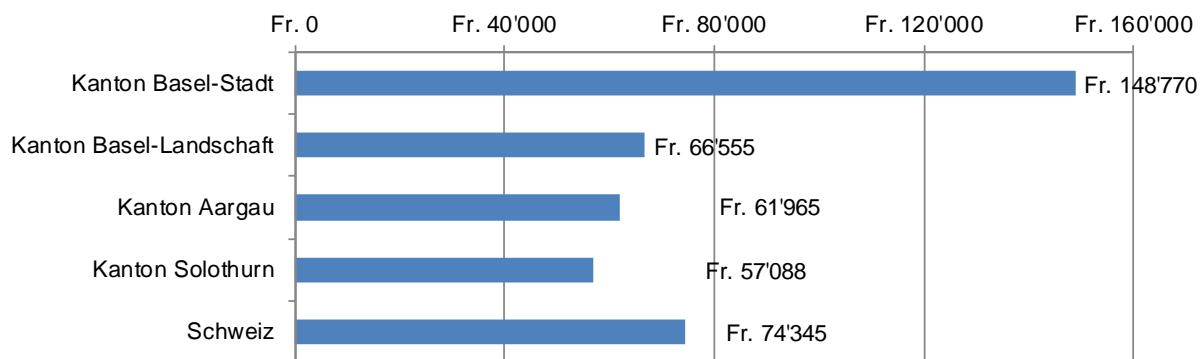 Fr. 0 Fr. 40'000 Fr. 80'000 Fr. 120'000 Fr. 160'000
Kanton Basel-Stadt Fr. 148'770
Kanton Basel-Landschaft Fr. 66'555
Kanton Aargau Fr. 61'965
Kanton Solothurn Fr. 57'088
Schweiz Fr. 74'345